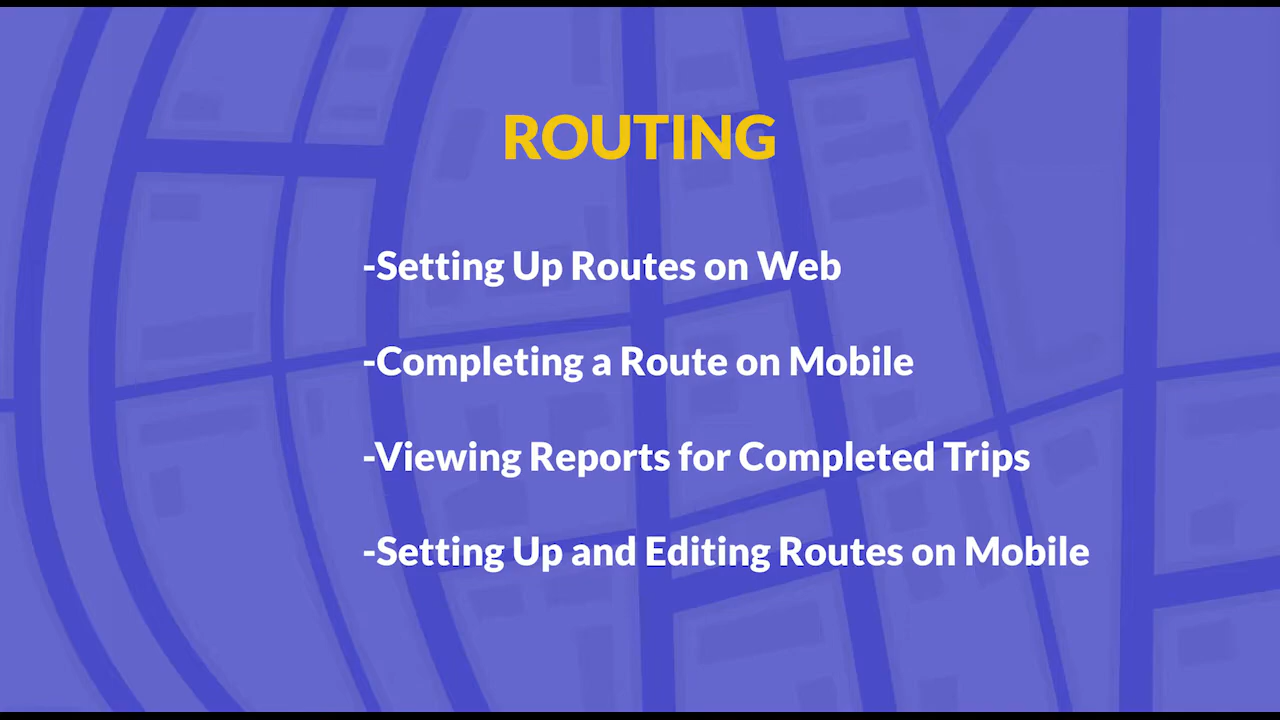 ROUTING
-Setting Up Routes on Web
-Completing a Route on Mobile
-Viewing Reports for Completed Trips
-Setting Up and Editing Routes on Mobile